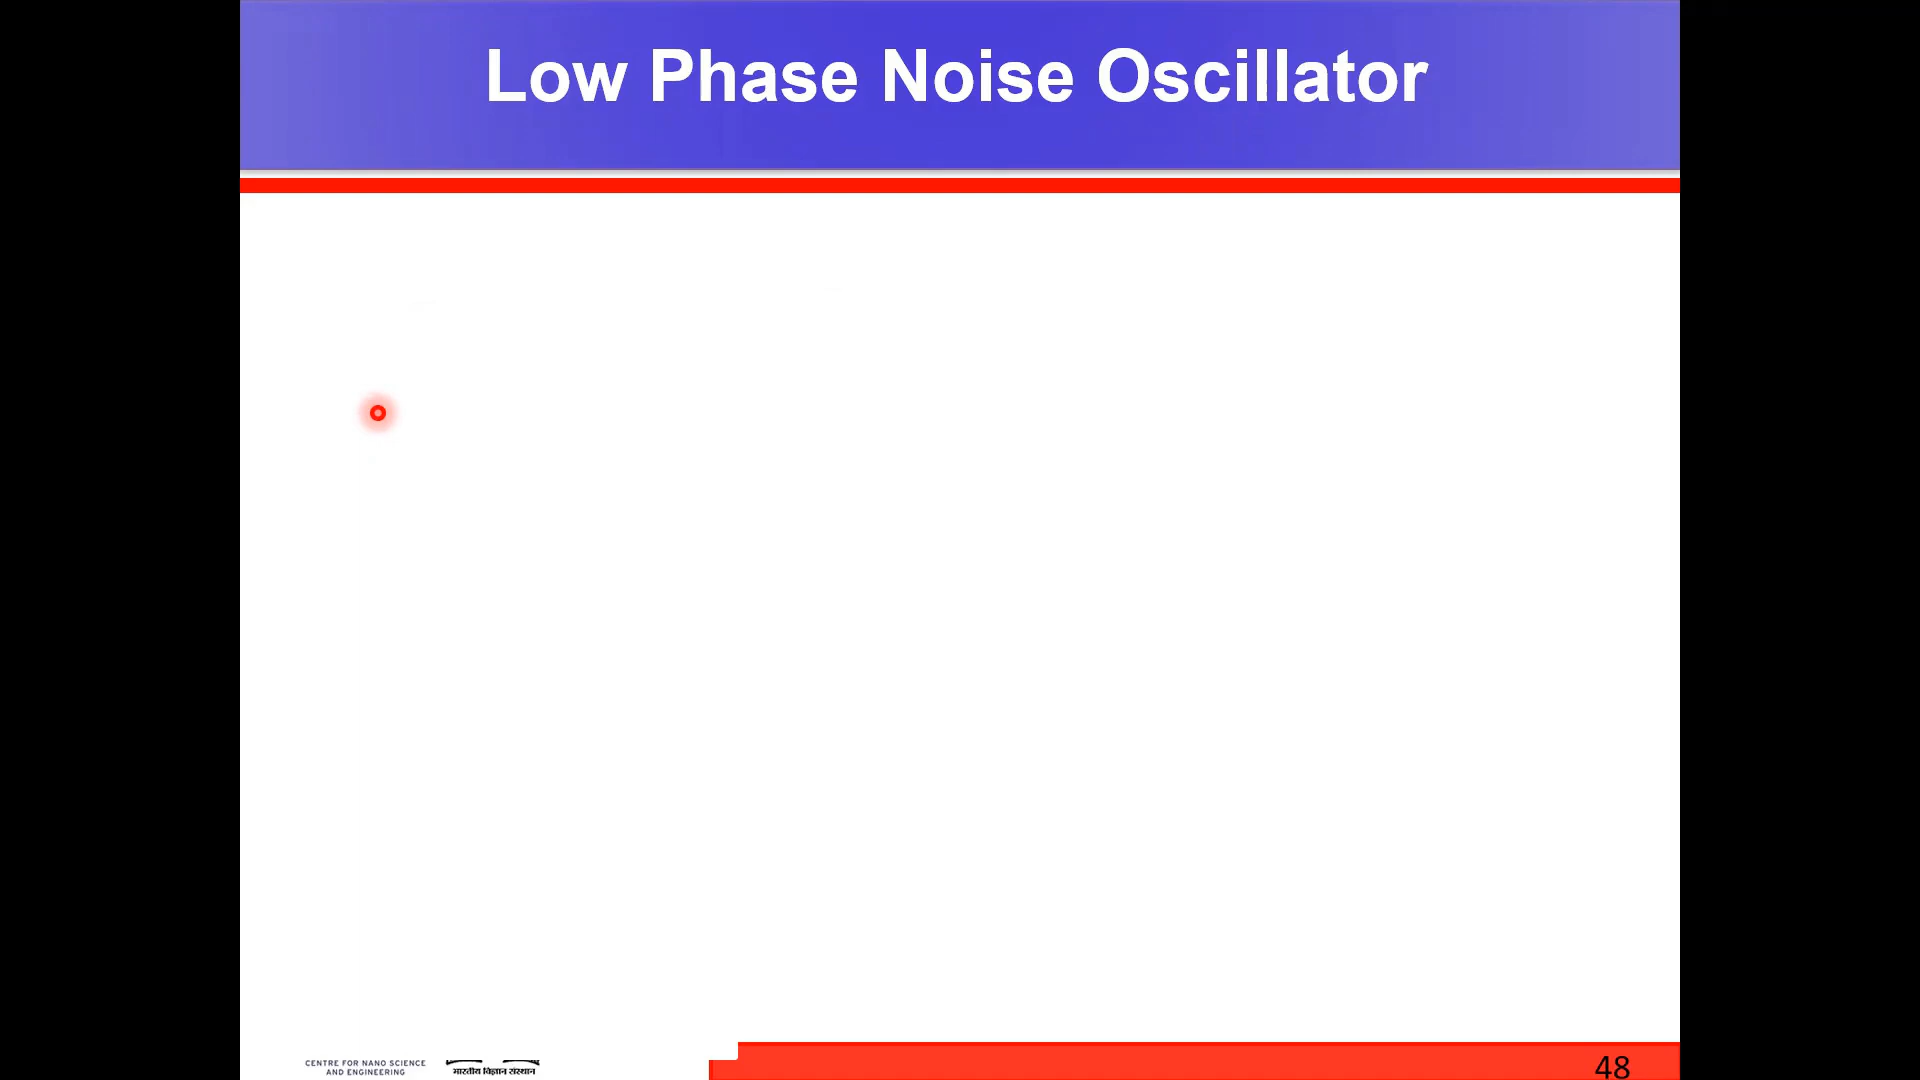 Low Phase Noise Oscillator
CENTRE FOR NANO SCIENCE
AND ENGINEERING
भारतीय विज्ञान संस्थान
48